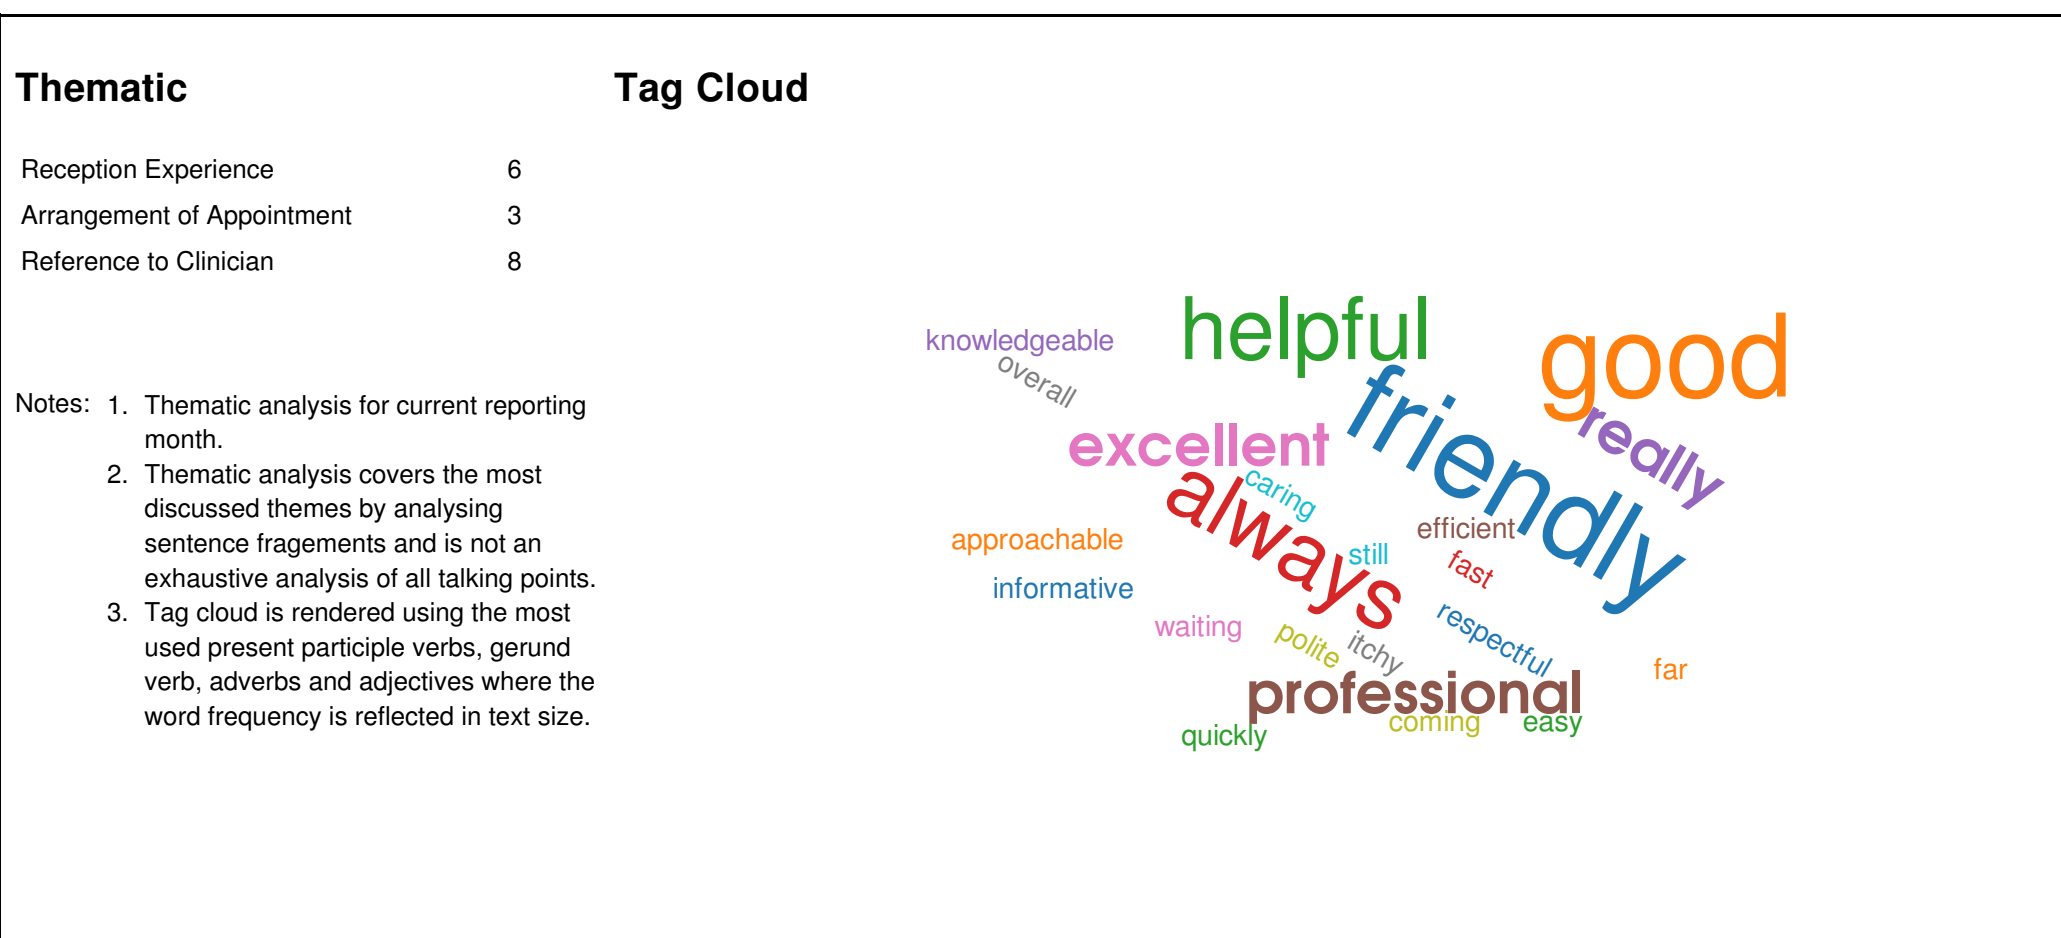 Thematic
Tag Cloud
Reception Experience 6
Arrangement of Appointment 3
Reference to Clinician 8
Notes: 1. Thematic analysis for current reporting
month.
2. Thematic analysis covers the most
discussed themes by analysing
sentence fragements and is not an
exhaustive analysis of all talking points.
3. Tag cloud is rendered using the most
used present participle verbs, gerund
verb, adverbs and adjectives where the
word frequency is reflected in text size.
helpful
good
knowledgeable
overall
friendly
really
excellent
caring
always
efficient
approachable
still
fast
informative
waiting
polite
itchy
respectful
far
professional
coming
easy
quickly